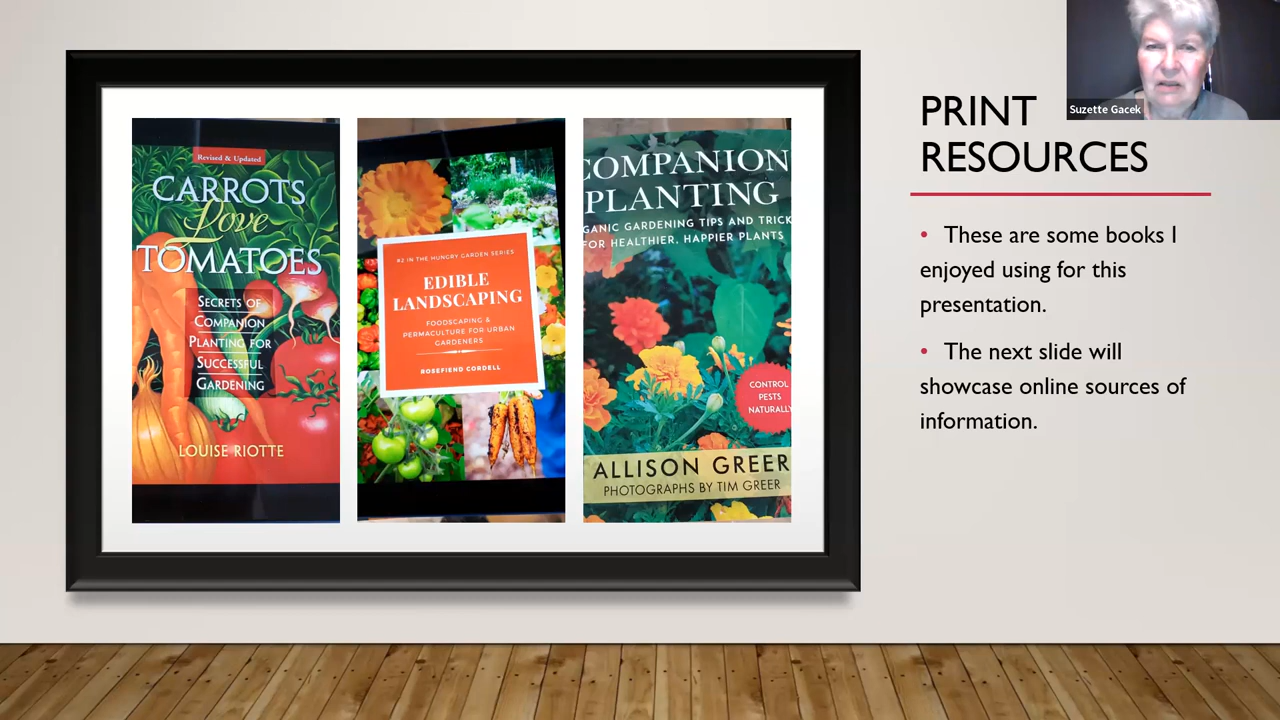 Revised & Updated
CARROTS
Love
TOMATOES
SECRETS OF
COMPANION
PLANTING FOR
SUCCESSFUL
GARDENING
LOUISE RIOTTE
#2 IN THE HUNGRY GARDEN SERIES
EDIBLE
LANDSCAPING
FOODSCAPING &
PERMACULTURE FOR URBAN
GARDENERS
ROSEFIEND CORDELL
COMPANION
PLANTING
GANIC GARDENING TIPS AND TRICK
FOR HEALTHIER, HAPPIER PLANTS
CONTROL
PESTS
NATURALLY
ALLISON GREER
PHOTOGRAPHS BY TIM GREER
Suzette Gacek
PRINT
RESOURCES
• These are some books I
enjoyed using for this
presentation.
• The next slide will
showcase online sources of
information.